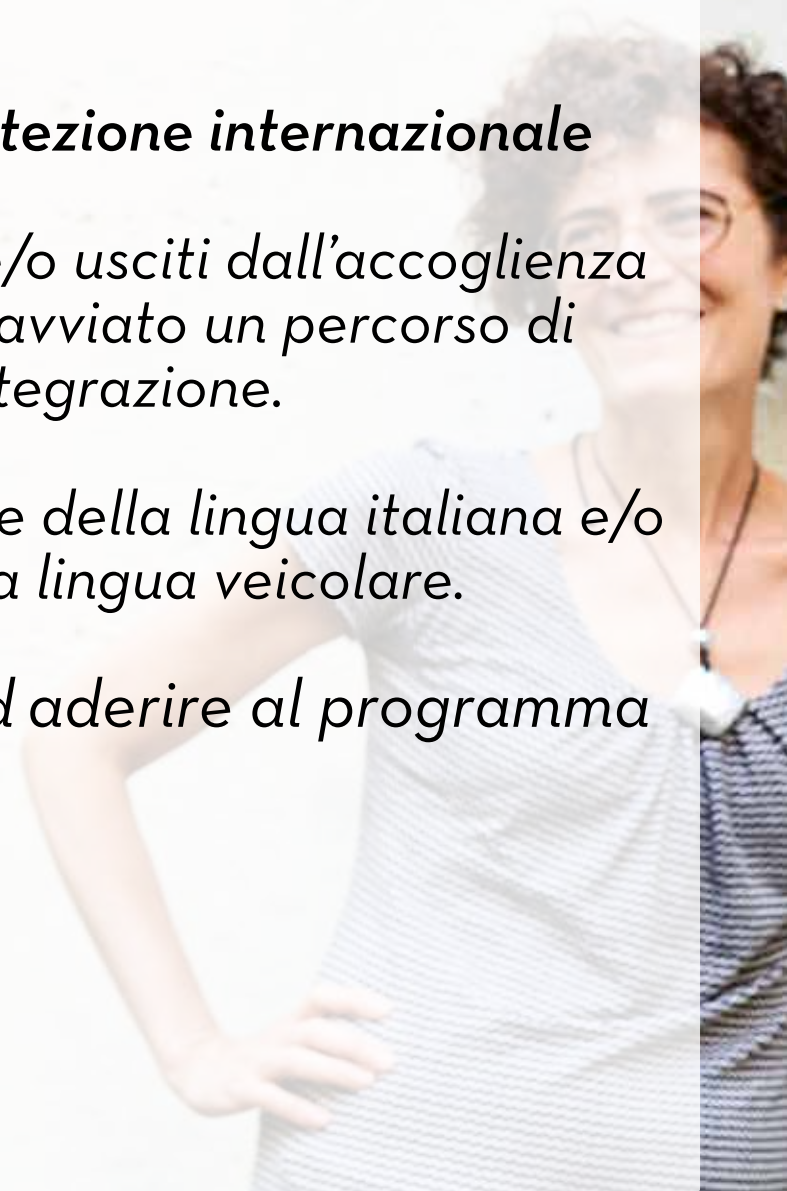 tezione internazionale
e/o usciti dall’accoglienza
avviato un percorso di
tegrazione.
e della lingua italiana e/o
a lingua veicolare.
d aderire al programma